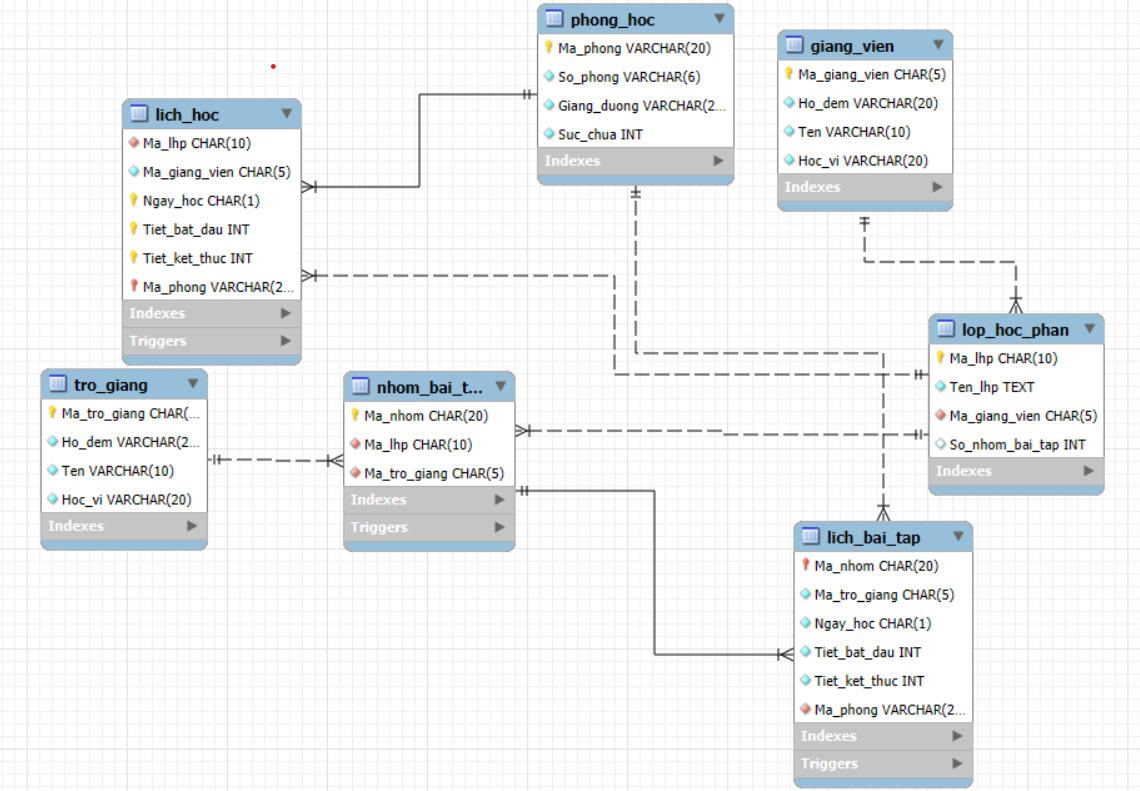 phong_hoc
Ma_phong VARCHAR(20)
So_phong VARCHAR(6)
Giang_duong VARCHAR(2...
Suc_chua INT
Indexes
giang_vien
Ma_giang_vien CHAR(5)
Ho_dem VARCHAR(20)
Ten VARCHAR(10)
Hoc_vi VARCHAR(20)
Indexes
lich_hoc
Ma_lhp CHAR(10)
Ma_giang_vien CHAR(5)
Ngay_hoc CHAR(1)
Tiet_bat_dau INT
Tiet_ket_thuc INT
Ma_phong VARCHAR(2...
Indexes
Triggers
lop_hoc_phan
Ma_lhp CHAR(10)
Ten_lhp TEXT
Ma_giang_vien CHAR(5)
So_nhom_bai_tap INT
Indexes
tro_giang
Ma_tro_giang CHAR(...
Ho_dem VARCHAR(2...
Ten VARCHAR(10)
Hoc_vi VARCHAR(20)
Indexes
nhom_bai_t...
Ma_nhom CHAR(20)
Ma_lhp CHAR(10)
Ma_tro_giang CHAR(5)
Indexes
Triggers
lich_bai_tap
Ma_nhom CHAR(20)
Ma_tro_giang CHAR(5)
Ngay_hoc CHAR(1)
Tiet_bat_dau INT
Tiet_ket_thuc INT
Ma_phong VARCHAR(2...
Indexes
Triggers